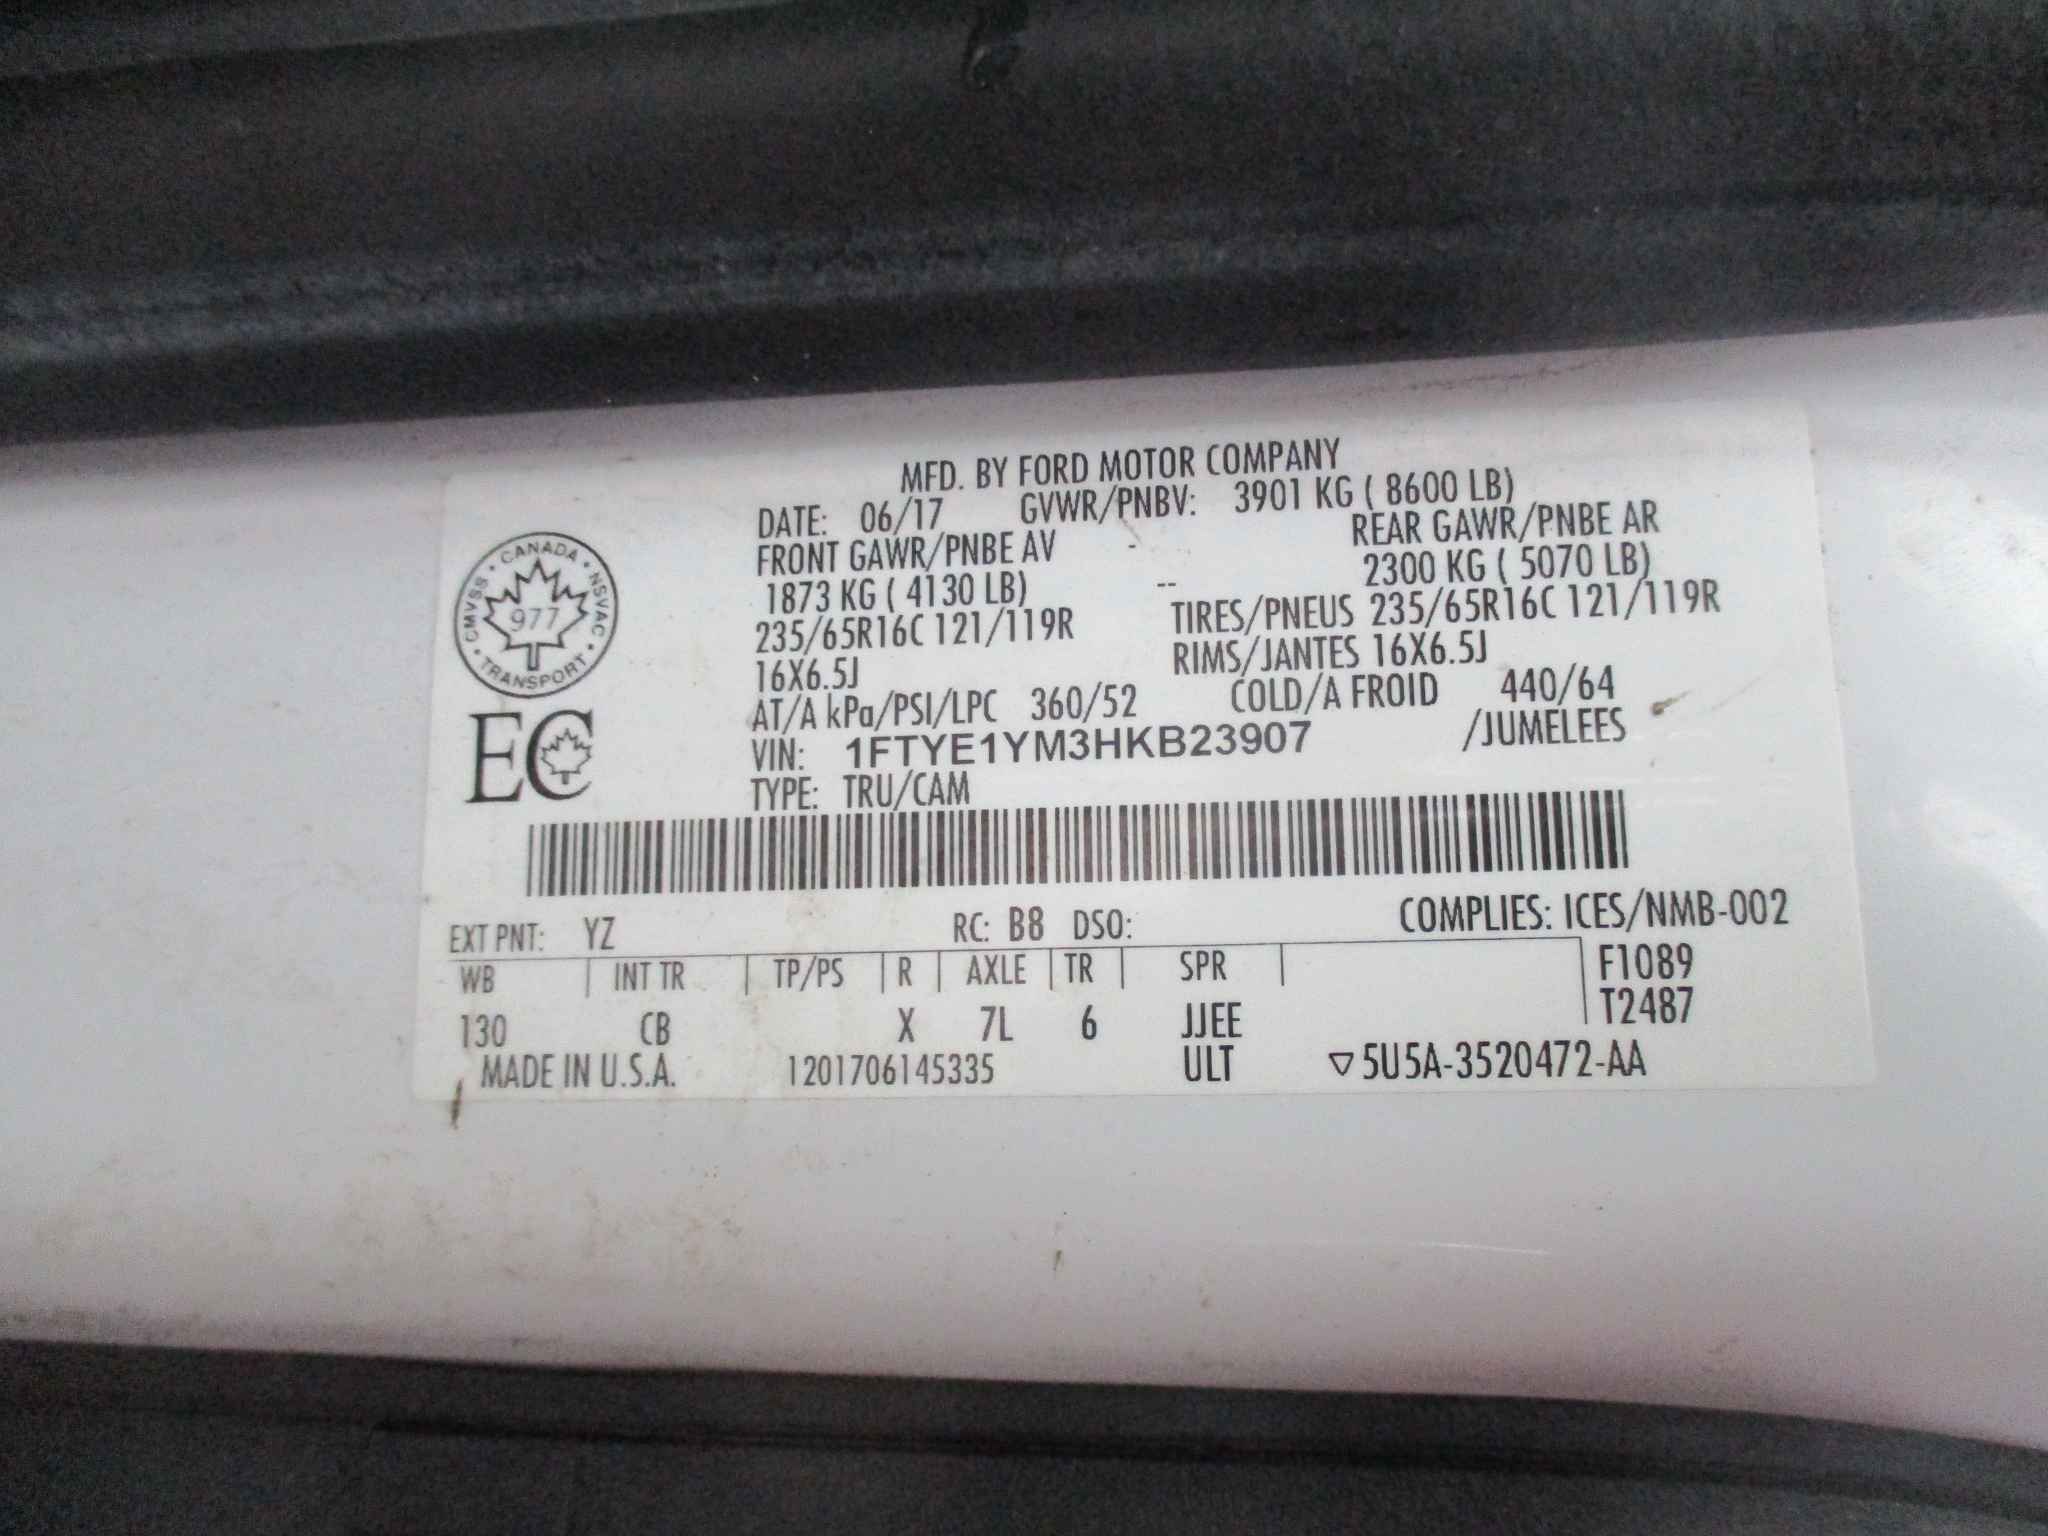 MFD. BY FORD MOTOR COMPANY
DATE: 06/17 GVWR/PNBV: 3901 KG ( 8600 LB)
FRONT GAWR/PNBE AV - REAR GAWR/PNBE AR
1873 KG ( 4130 LB) -- 2300 KG ( 5070 LB)
235/65R16C 121/119R TIRES/PNEUS 235/65R16C 121/119R
16X6.5J RIMS/JANTES 16X6.5J
AT/A kPa/PSI/LPC 360/52 COLD/A FROID 440/64
VIN: 1FTYE1YM3HKB23907 /JUMELEES
TYPE: TRU/CAM
CMVSS • CANADA • NSVAC • TRANSPORT •
977
EC
EXT PNT: YZ RC: B8 DSO: COMPLIES: ICES/NMB-002
WB | INT TR | TP/PS | R | AXLE | TR | SPR | F1089
T2487
130 CB X 7L 6 JJEE
MADE IN U.S.A. 1201706145335 ULT ▽5U5A-3520472-AA